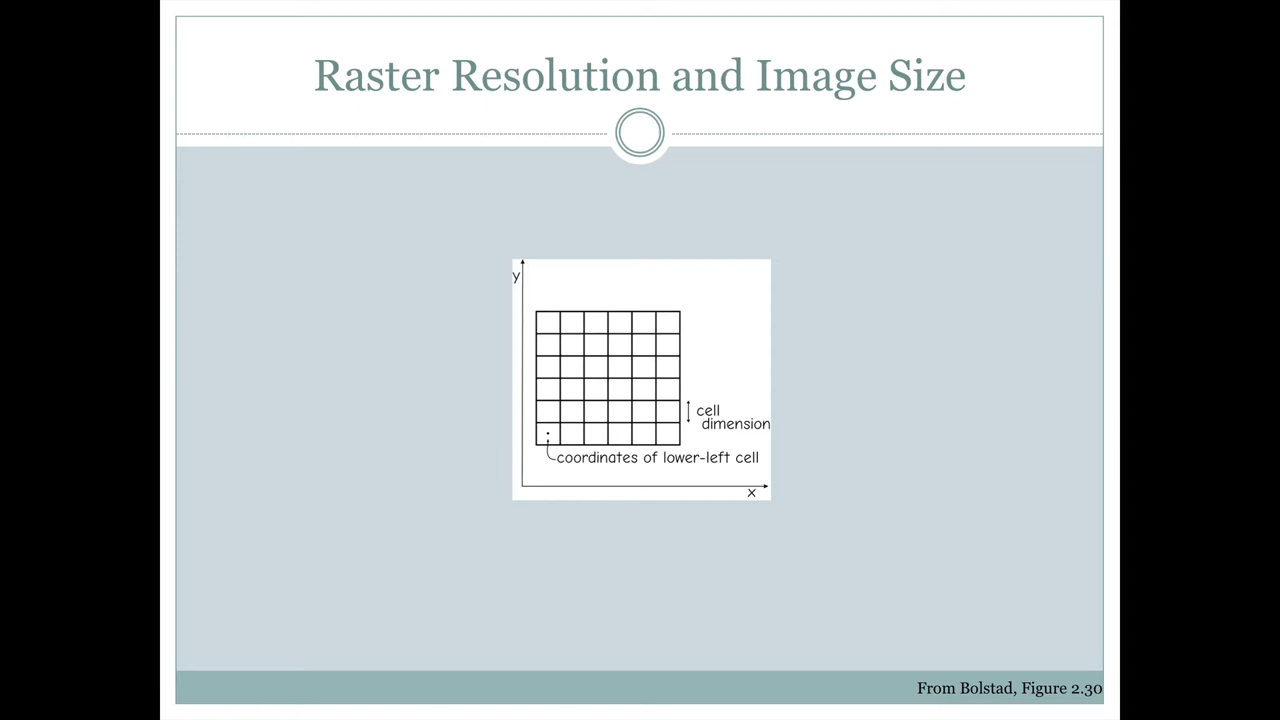 Raster Resolution and Image Size
y
cell
dimension
coordinates of lower-left cell
x
From Bolstad, Figure 2.30